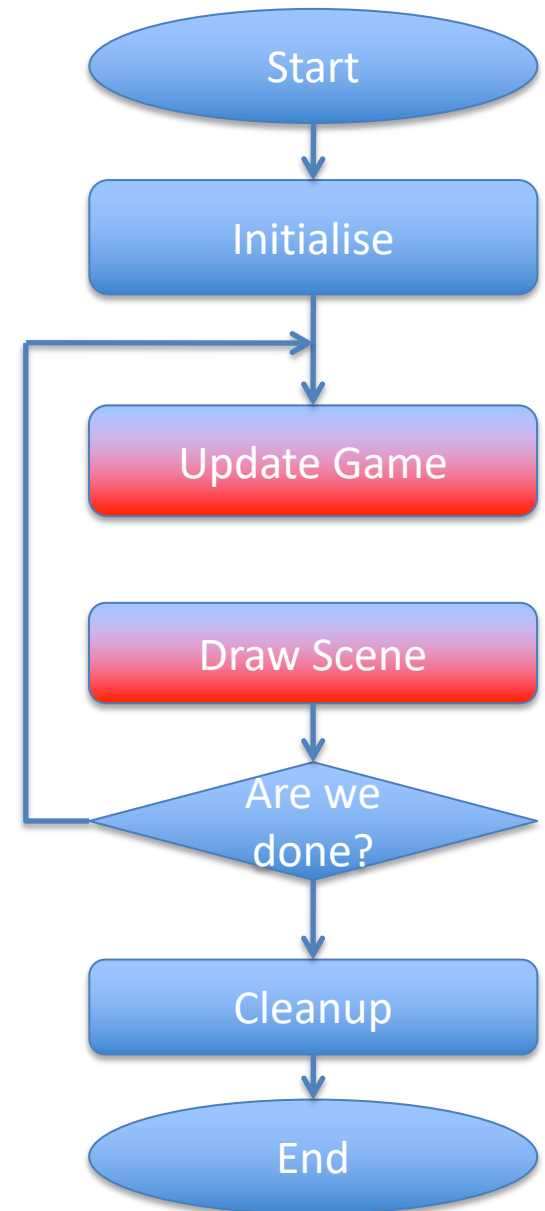 Start
Initialise
Update Game
Draw Scene
Are we
done?
Cleanup
End